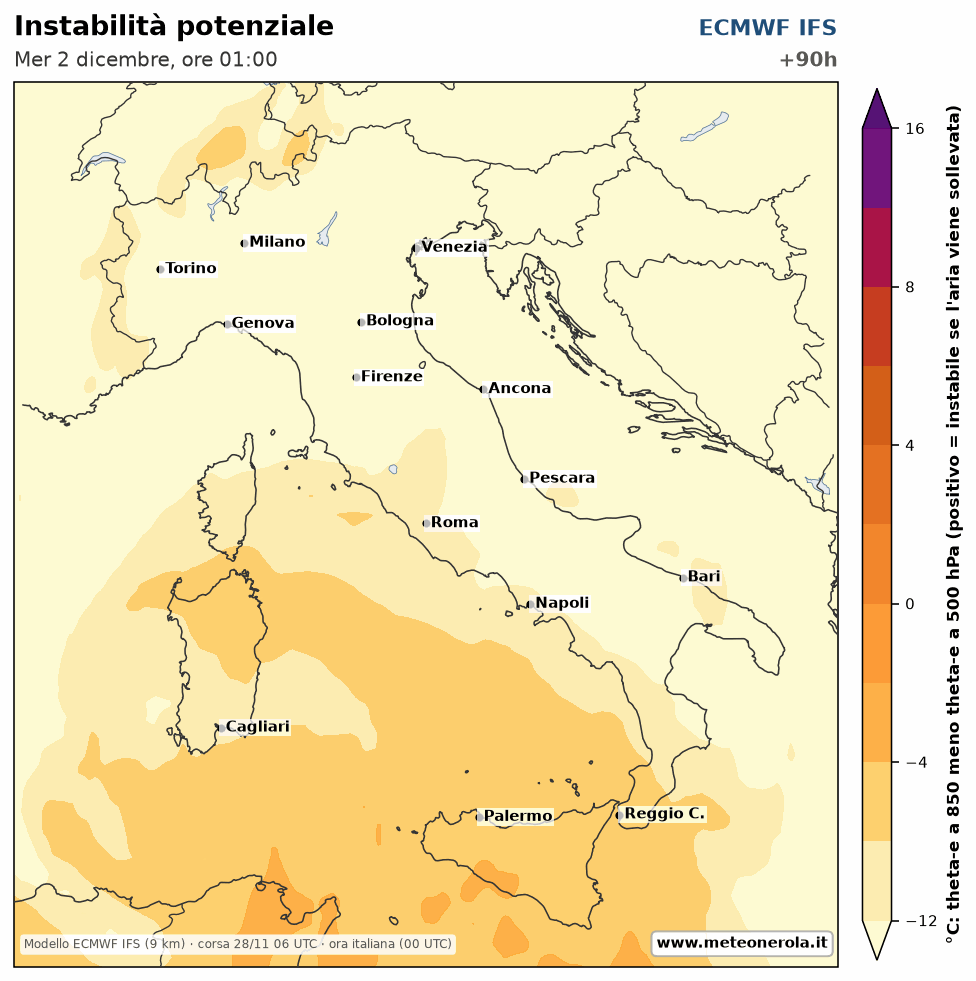 Instabilità potenziale
ECMWF IFS
Mer 2 dicembre, ore 01:00
+90h
Milano
Venezia
Torino
Genova
Bologna
Firenze
Ancona
Pescara
Roma
Bari
Napoli
Cagliari
Palermo
Reggio C.
16
8
4
0
−4
−12
°C: theta-e a 850 meno theta-e a 500 hPa (positivo = instabile se l'aria viene sollevata)
Modello ECMWF IFS (9 km) · corsa 28/11 06 UTC · ora italiana (00 UTC)
www.meteonerola.it